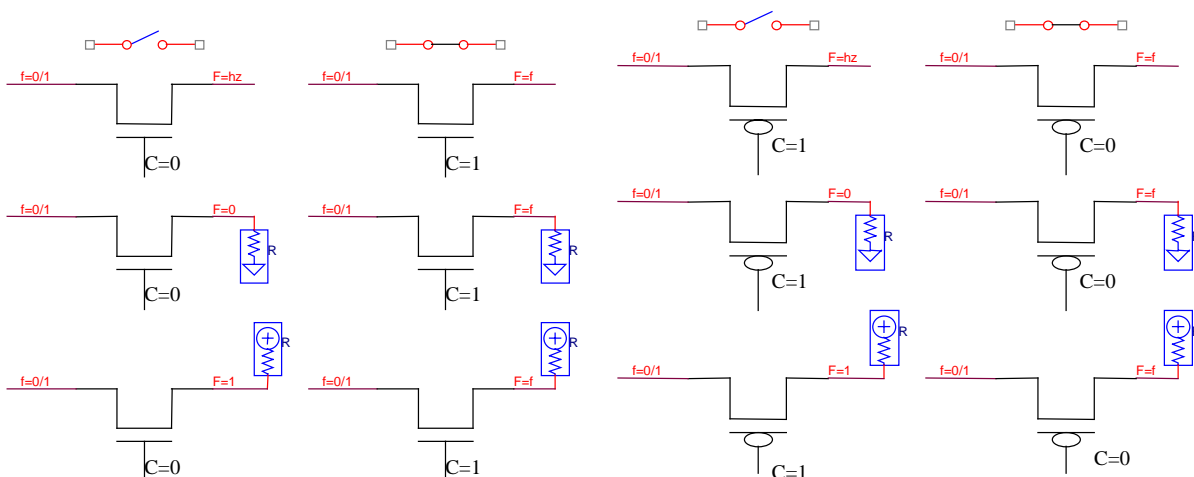 f=0/1 F=hz f=0/1 F=f f=0/1 F=hz f=0/1 F=f
C=0 C=1 C=1 C=0
f=0/1 F=0 f=0/1 F=f f=0/1 F=0 f=0/1 F=f
R R R
C=0 C=1 C=1 C=0
R R R
f=0/1 F=1 f=0/1 F=f f=0/1 F=1 f=0/1 F=f
C=0 C=1 C=1 C=0